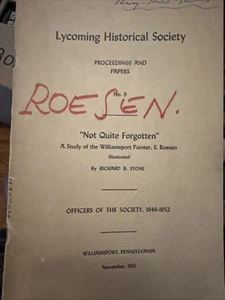 Lycoming Historical Society
PROCEEDINGS AND
PAPERS
No. 9
ROESEN.
"Not Quite Forgotten"
A Study of the Williamsport Painter, S. Roesen
Illustrated
By RICHARD B. STONE
OFFICERS OF THE SOCIETY, 1949-1952
WILLIAMSPORT, PENNSYLVANIA
November, 1951